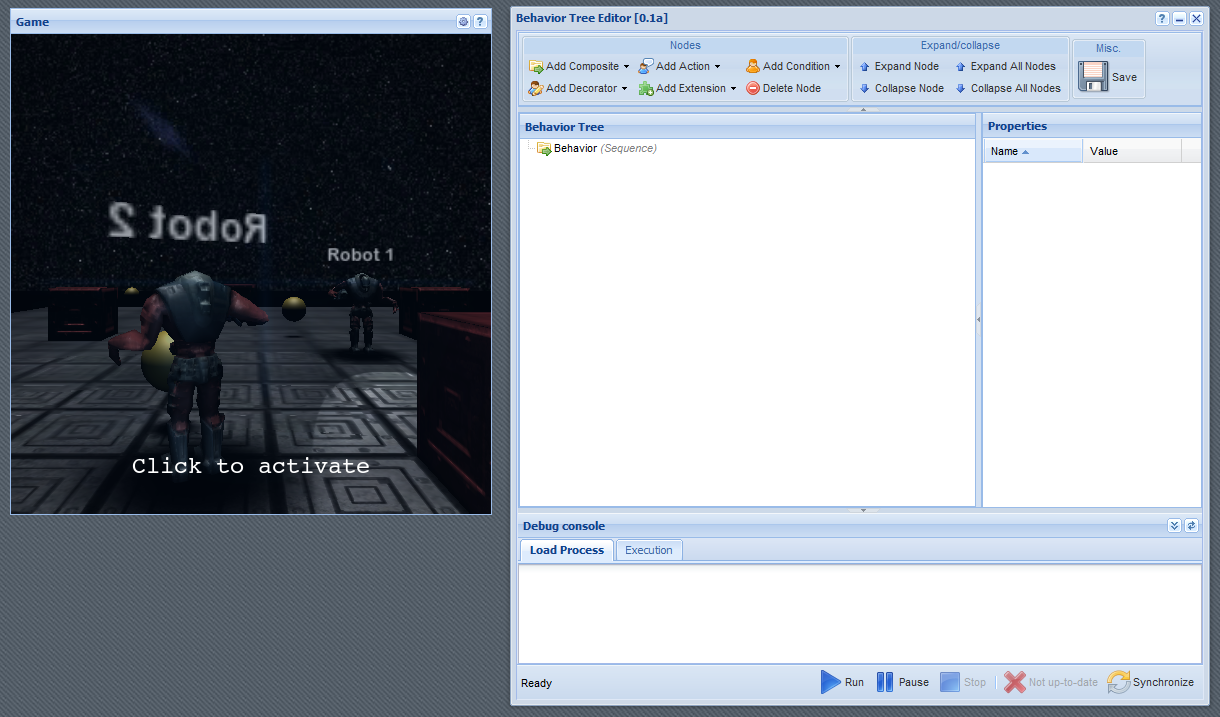 Game
?
Robot 2
Robot 1
Click to activate
Behavior Tree Editor [0.1a]
?
Nodes
Add Composite
Add Action
Add Condition
Add Decorator
Add Extension
Delete Node
Expand/collapse
Expand Node
Expand All Nodes
Collapse Node
Collapse All Nodes
Misc.
Save
Behavior Tree
Behavior (Sequence)
Properties
Name
Value
Debug console
Load Process
Execution
Ready
Run
Pause
Stop
Not up-to-date
Synchronize